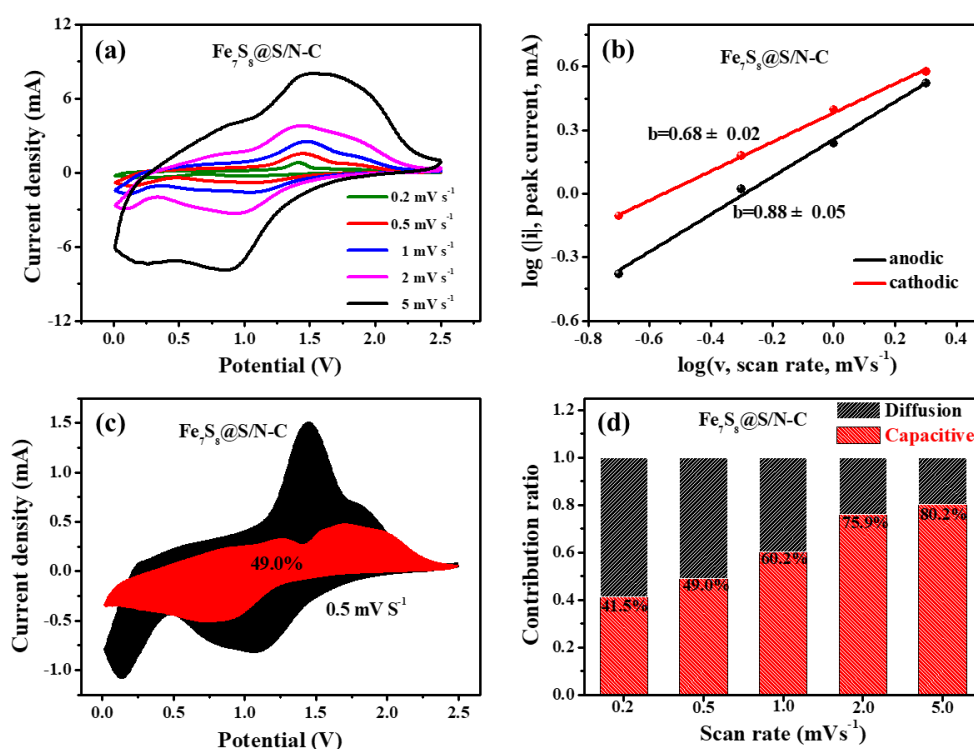 (a)
Fe₇S₈@S/N-C
Current density (mA)
12
6
0
-6
-12
0.2 mV s⁻¹
0.5 mV s⁻¹
1 mV s⁻¹
2 mV s⁻¹
5 mV s⁻¹
0.0 0.5 1.0 1.5 2.0 2.5
Potential (V)
(b)
Fe₇S₈@S/N-C
log (|i|, peak current, mA)
0.6
0.3
0.0
-0.3
-0.6
b=0.68 ± 0.02
b=0.88 ± 0.05
anodic
cathodic
-0.8 -0.6 -0.4 -0.2 0.0 0.2 0.4
log(v, scan rate, mVs⁻¹)
(c)
Fe₇S₈@S/N-C
Current density (mA)
1.5
1.0
0.5
0.0
-0.5
-1.0
49.0%
0.5 mV S⁻¹
0.0 0.5 1.0 1.5 2.0 2.5
Potential (V)
(d)
Fe₇S₈@S/N-C
Diffusion
Capacitive
Contribution ratio
1.2
1.0
0.8
0.6
0.4
0.2
0.0
41.5%
49.0%
60.2%
75.9%
80.2%
0.2 0.5 1.0 2.0 5.0
Scan rate (mVs⁻¹)